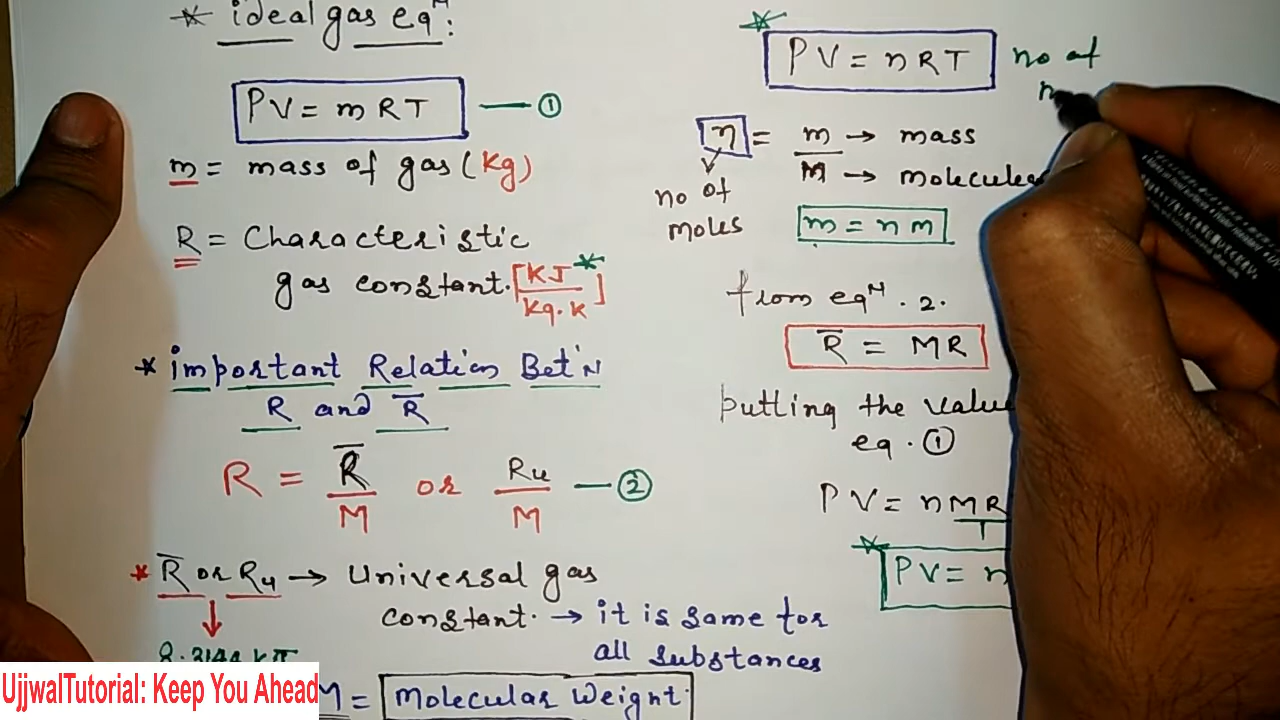 * ideal gas eqⁿ:
PV = mRT — ①
m = mass of gas (Kg)
R = Characteristic
gas constant. [KJ*
Kg.K]
* important Relation Bet'n
R and R̅
R = R̅/M or Ru/M — ②
* R̅ or Ru → Universal gas
constant. → it is same for
all substances
M = Molecular Weignt.
UjjwalTutorial: Keep You Ahead
*
PV = nRT no of
n = m → mass
M → molecules
no of
moles
m = n m
from eqⁿ. 2.
R̅ = MR
putting the value
eq. ①
PV = nMR
T
* PV = n